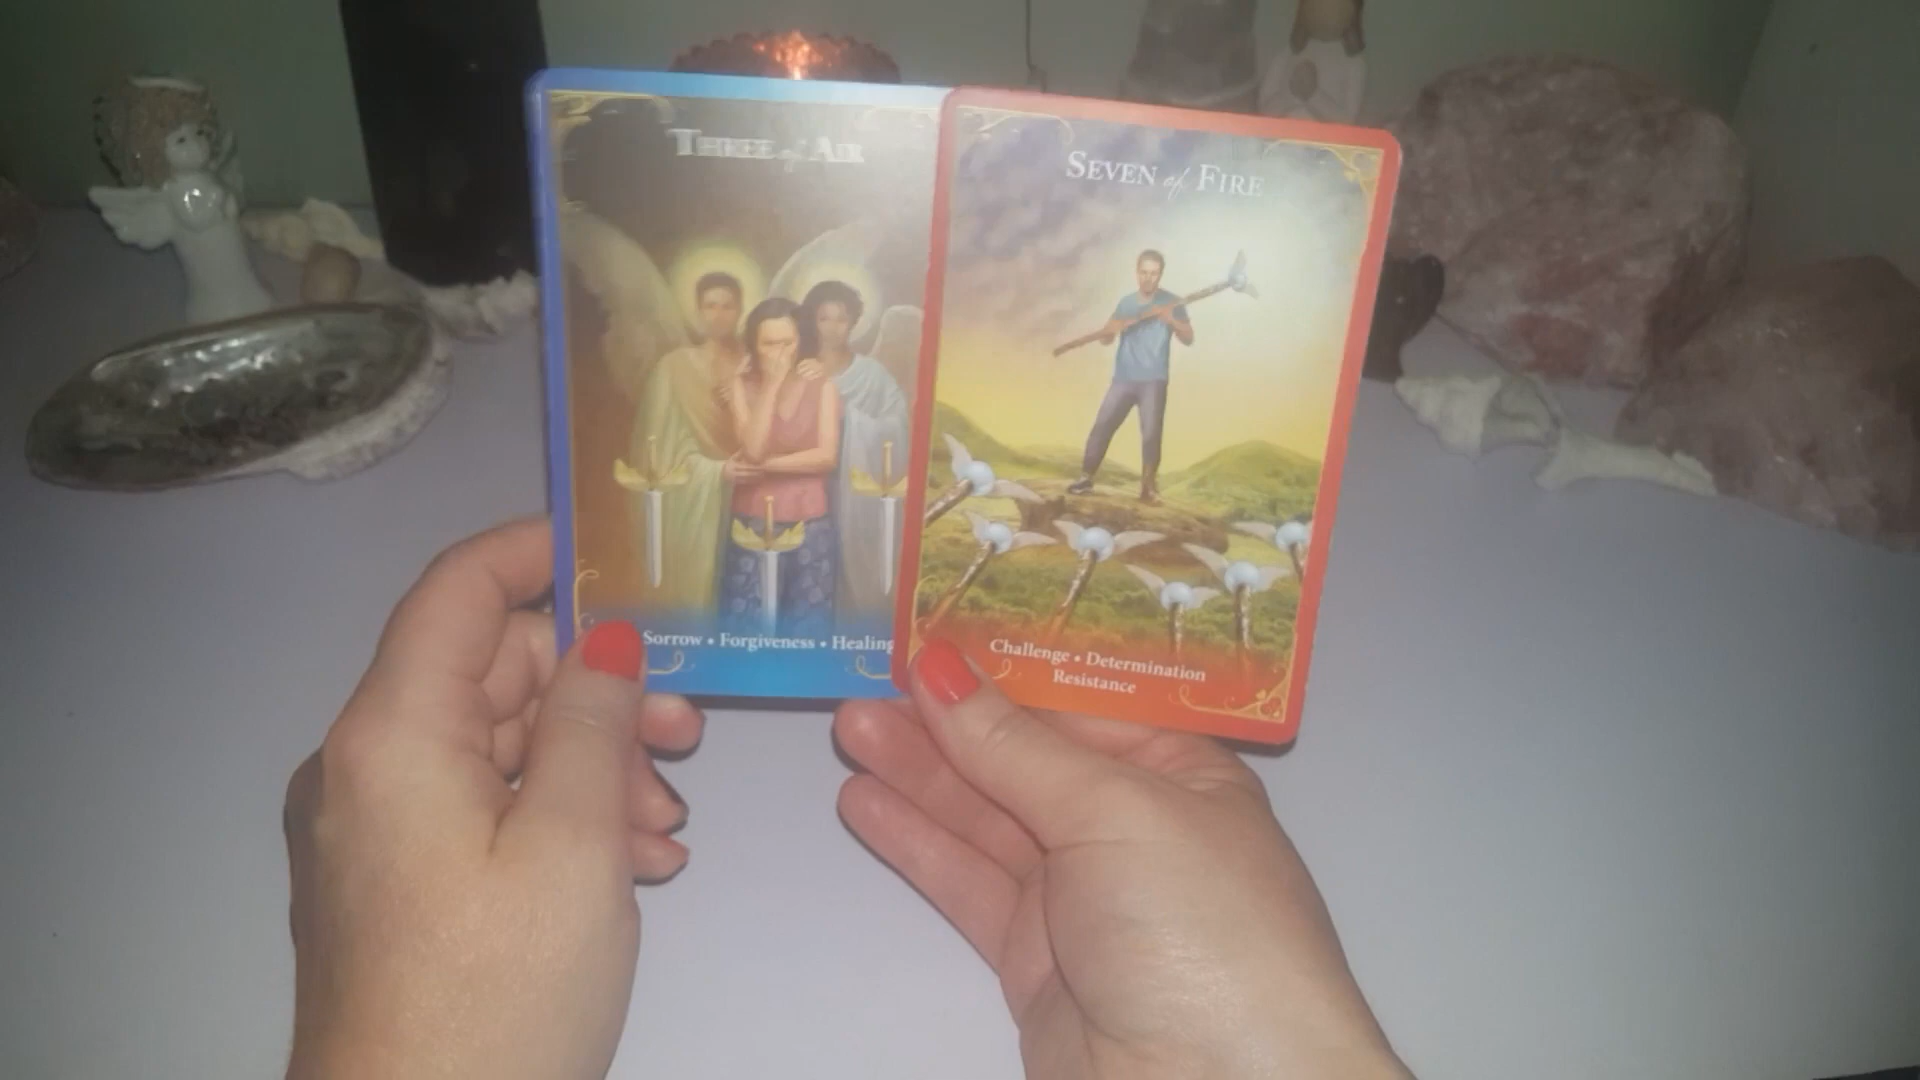 THREE of AIR
SEVEN of FIRE
Sorrow • Forgiveness • Healing
Challenge • Determination
Resistance